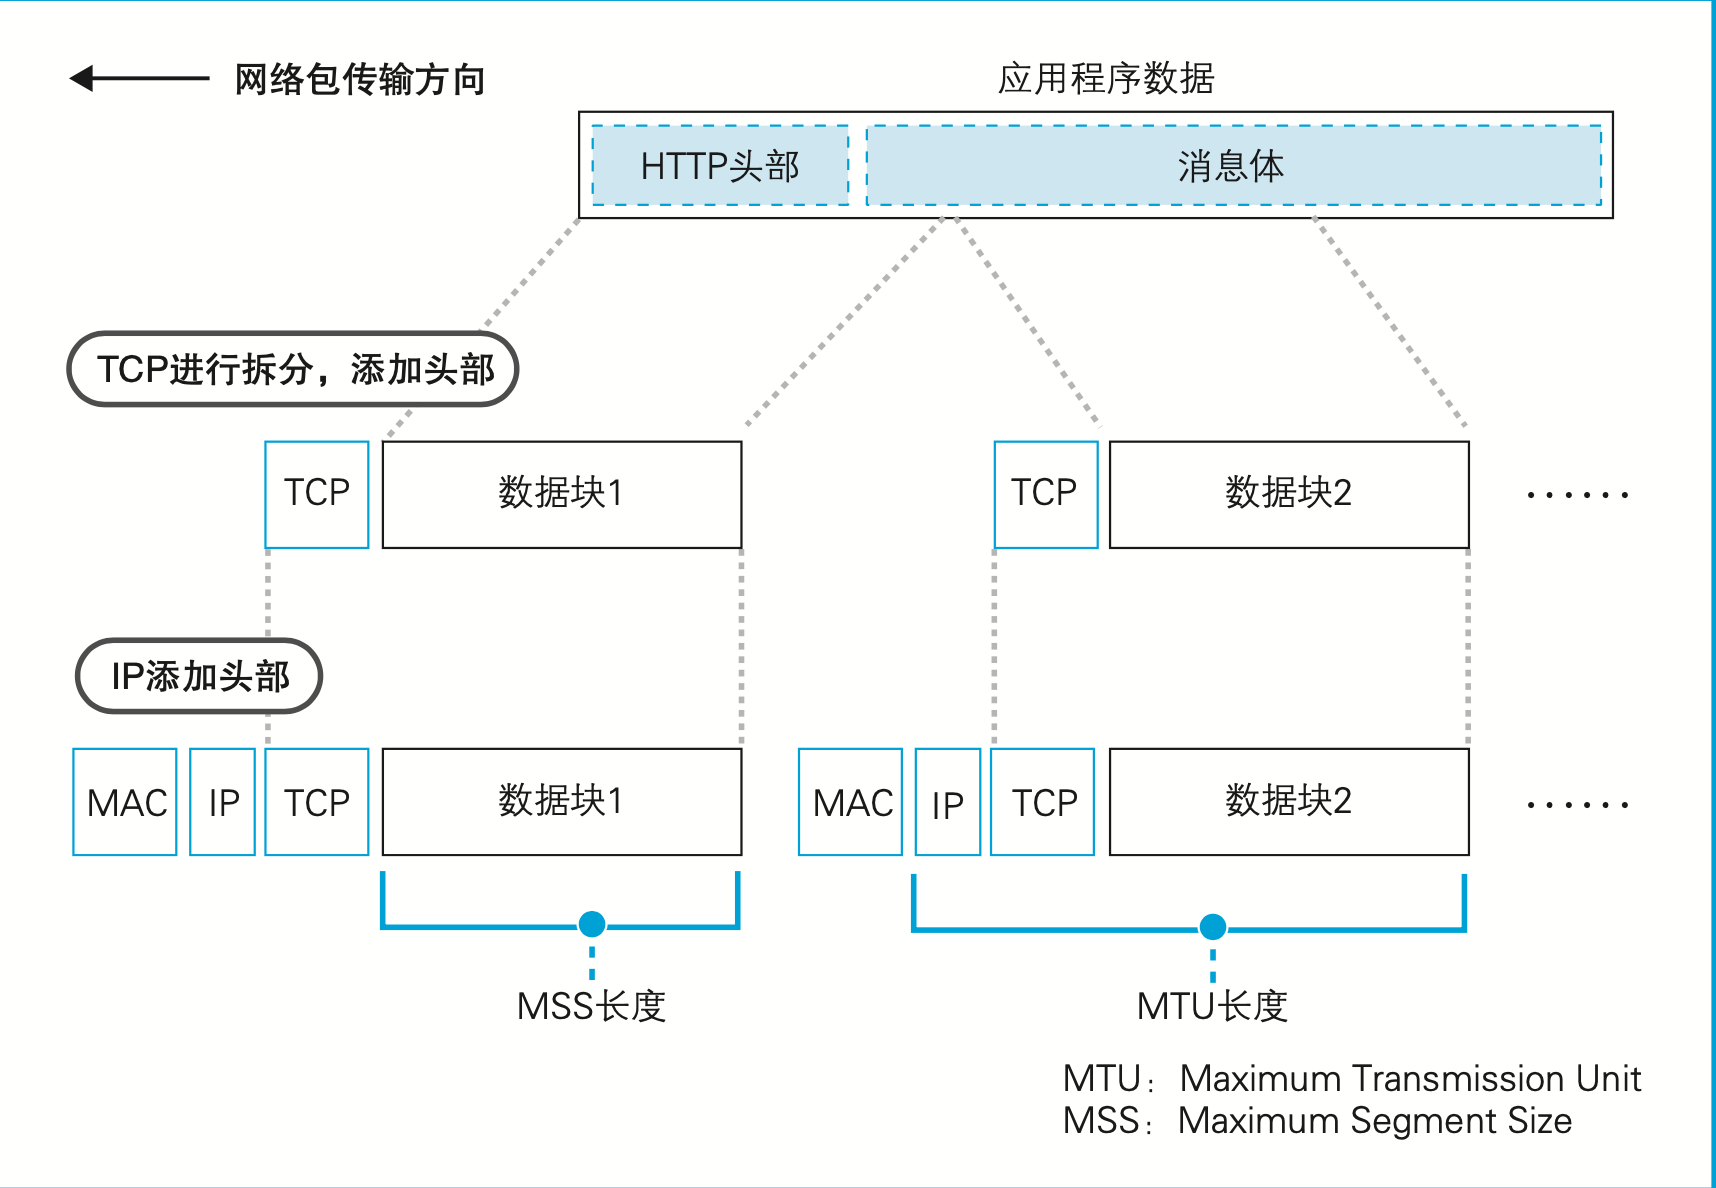 网络包传输方向
应用程序数据
HTTP头部
消息体
TCP进行拆分，添加头部
TCP
数据块1
TCP
数据块2
······
IP添加头部
MAC
IP
TCP
数据块1
MAC
IP
TCP
数据块2
······
MSS长度
MTU长度
MTU： Maximum Transmission Unit
MSS： Maximum Segment Size